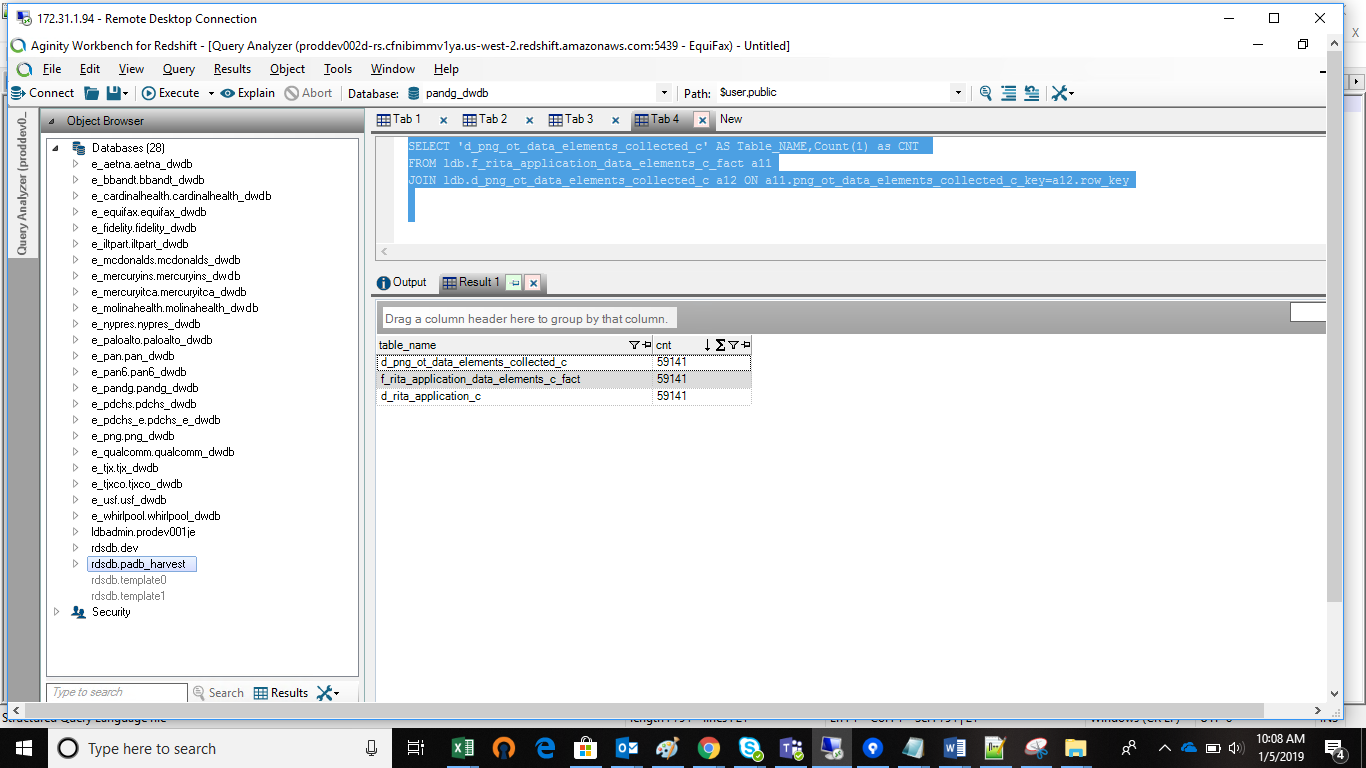 172.31.1.94 - Remote Desktop Connection
Aginity Workbench for Redshift - [Query Analyzer (proddev002d-rs.cfnibimmv1ya.us-west-2.redshift.amazonaws.com:5439 - EquiFax) - Untitled]
File Edit View Query Results Object Tools Window Help
Connect Execute Explain Abort Database: pandg_dwdb Path: $user,public
Query Analyzer (proddev0...
Object Browser
Tab 1 Tab 2 Tab 3 Tab 4 New
Databases (28)
e_aetna.aetna_dwdb
e_bbandt.bbandt_dwdb
e_cardinalhealth.cardinalhealth_dwdb
e_equifax.equifax_dwdb
e_fidelity.fidelity_dwdb
e_iltpart.iltpart_dwdb
e_mcdonalds.mcdonalds_dwdb
e_mercuryins.mercuryins_dwdb
e_mercuryitca.mercuryitca_dwdb
e_molinahealth.molinahealth_dwdb
e_nypres.nypres_dwdb
e_paloalto.paloalto_dwdb
e_pan.pan_dwdb
e_pan6.pan6_dwdb
e_pandg.pandg_dwdb
e_pdchs.pdchs_dwdb
e_pdchs_e.pdchs_e_dwdb
e_png.png_dwdb
e_qualcomm.qualcomm_dwdb
e_tjx.tjx_dwdb
e_tjxco.tjxco_dwdb
e_usf.usf_dwdb
e_whirlpool.whirlpool_dwdb
ldbadmin.prodev001je
rdsdb.dev
rdsdb.padb_harvest
rdsdb.template0
rdsdb.template1
Security
Type to search Search Results
SELECT 'd_png_ot_data_elements_collected_c' AS Table_NAME,Count(1) as CNT
FROM ldb.f_rita_application_data_elements_c_fact a11
JOIN ldb.d_png_ot_data_elements_collected_c a12 ON a11.png_ot_data_elements_collected_c_key=a12.row_key
Output Result 1
Drag a column header here to group by that column.
table_name cnt
d_png_ot_data_elements_collected_c 59141
f_rita_application_data_elements_c_fact 59141
d_rita_application_c 59141
Type here to search
10:08 AM
1/5/2019
4